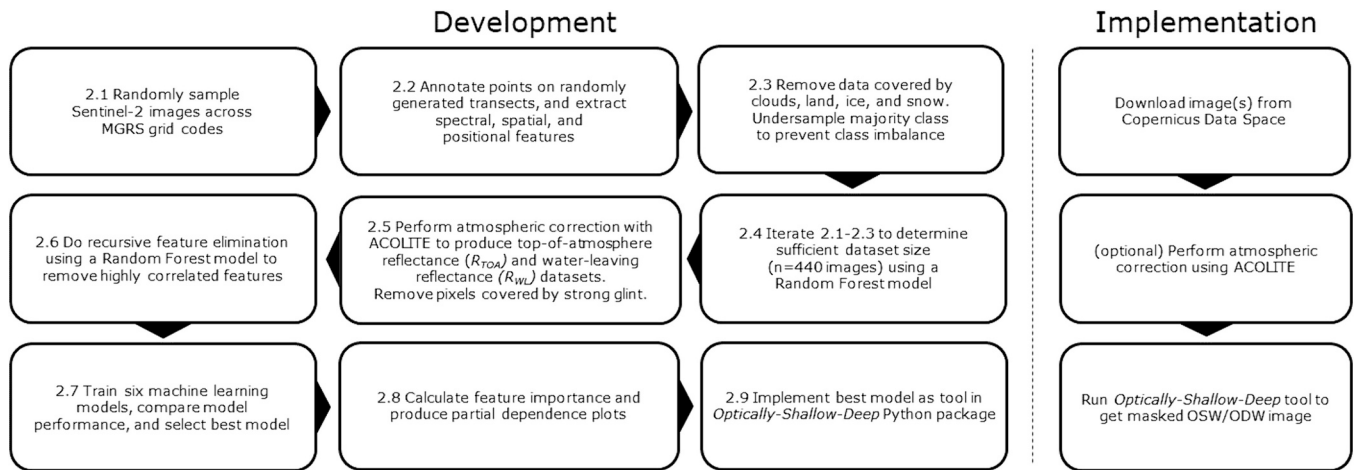 Development
Implementation
2.1 Randomly sample
Sentinel-2 images across
MGRS grid codes
2.2 Annotate points on randomly
generated transects, and extract
spectral, spatial, and
positional features
2.3 Remove data covered by
clouds, land, ice, and snow.
Undersample majority class
to prevent class imbalance
2.4 Iterate 2.1-2.3 to determine
sufficient dataset size
(n=440 images) using a
Random Forest model
2.5 Perform atmospheric correction with
ACOLITE to produce top-of-atmosphere
reflectance (R_TOA) and water-leaving
reflectance (R_WL) datasets.
Remove pixels covered by strong glint.
2.6 Do recursive feature elimination
using a Random Forest model to
remove highly correlated features
2.7 Train six machine learning
models, compare model
performance, and select best model
2.8 Calculate feature importance and
produce partial dependence plots
2.9 Implement best model as tool in
Optically-Shallow-Deep Python package
Download image(s) from
Copernicus Data Space
(optional) Perform atmospheric
correction using ACOLITE
Run Optically-Shallow-Deep tool to
get masked OSW/ODW image